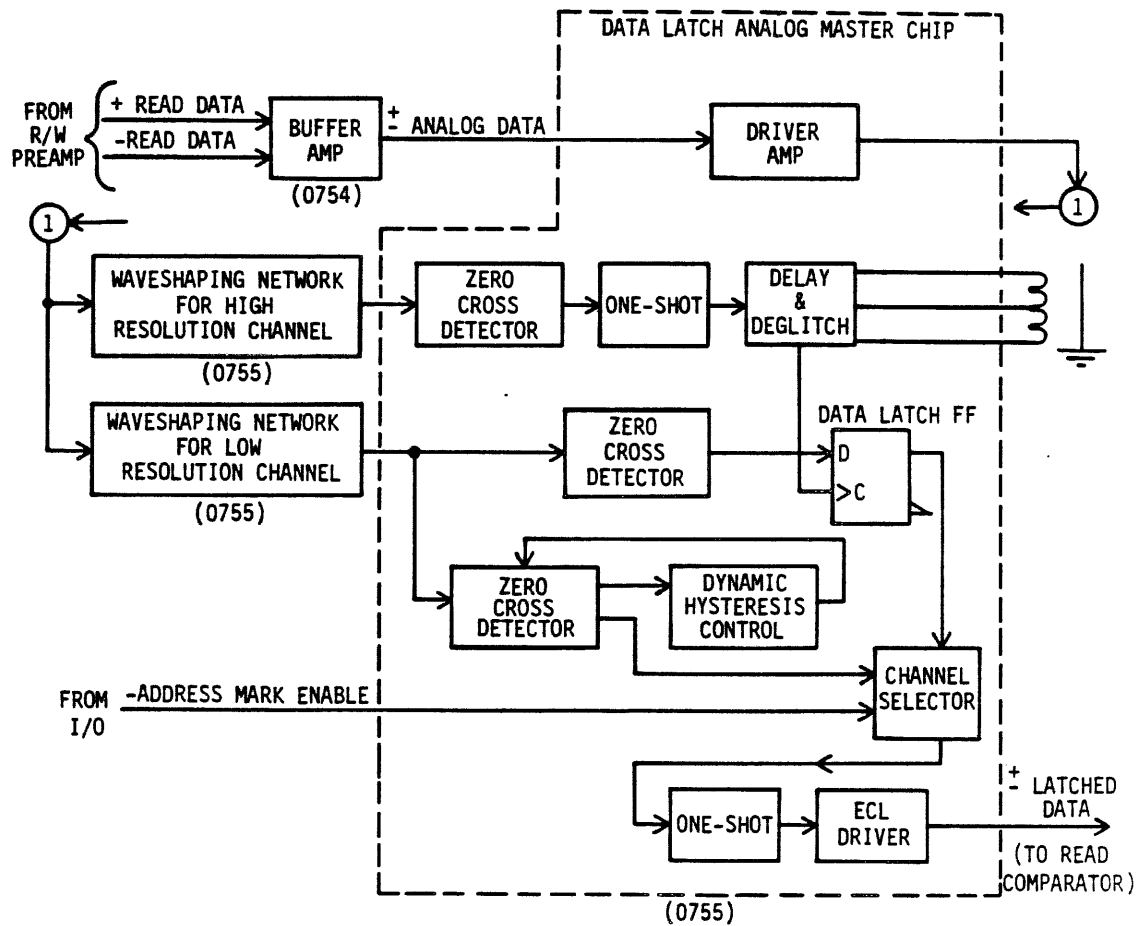 DATA LATCH ANALOG MASTER CHIP
FROM
R/W
PREAMP
+ READ DATA
-READ DATA
BUFFER
AMP
(0754)
+
- ANALOG DATA
DRIVER
AMP
1
1
WAVESHAPING NETWORK
FOR HIGH
RESOLUTION CHANNEL
(0755)
ZERO
CROSS
DETECTOR
ONE-SHOT
DELAY
&
DEGLITCH
WAVESHAPING NETWORK
FOR LOW
RESOLUTION CHANNEL
(0755)
ZERO
CROSS
DETECTOR
DATA LATCH FF
D
>C
ZERO
CROSS
DETECTOR
DYNAMIC
HYSTERESIS
CONTROL
FROM
I/O
-ADDRESS MARK ENABLE
CHANNEL
SELECTOR
ONE-SHOT
ECL
DRIVER
+
- LATCHED
DATA
(TO READ
COMPARATOR)
(0755)